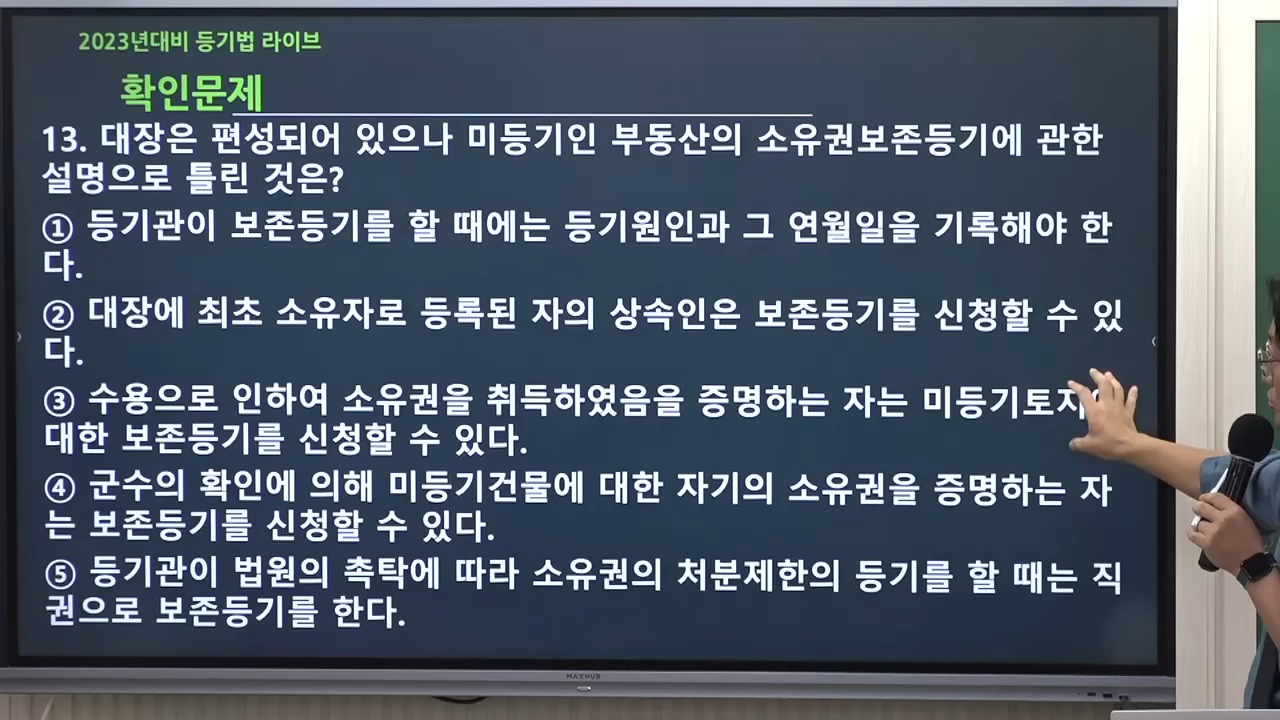 2023년대비 등기법 라이브
확인문제
13. 대장은 편성되어 있으나 미등기인 부동산의 소유권보존등기에 관한
설명으로 틀린 것은?
① 등기관이 보존등기를 할 때에는 등기원인과 그 연월일을 기록해야 한
다.
② 대장에 최초 소유자로 등록된 자의 상속인은 보존등기를 신청할 수 있
다.
③ 수용으로 인하여 소유권을 취득하였음을 증명하는 자는
대한 보존등기를 신청할 수 있다.
④ 군수의 확인에 의해 미등기건물에 대한 자기의 소유권을 증명하는 자
는 보존등기를 신청할 수 있다.
⑤ 등기관이 법원의 촉탁에 따라 소유권의 처분제한의 등기를 할 때는 직
권으로 보존등기를 한다.
MAXHUB